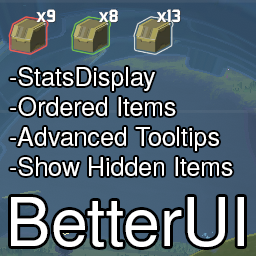 x9 x8 x13
-StatsDisplay
-Ordered Items
-Advanced Tooltips
-Show Hidden Items
BetterUI